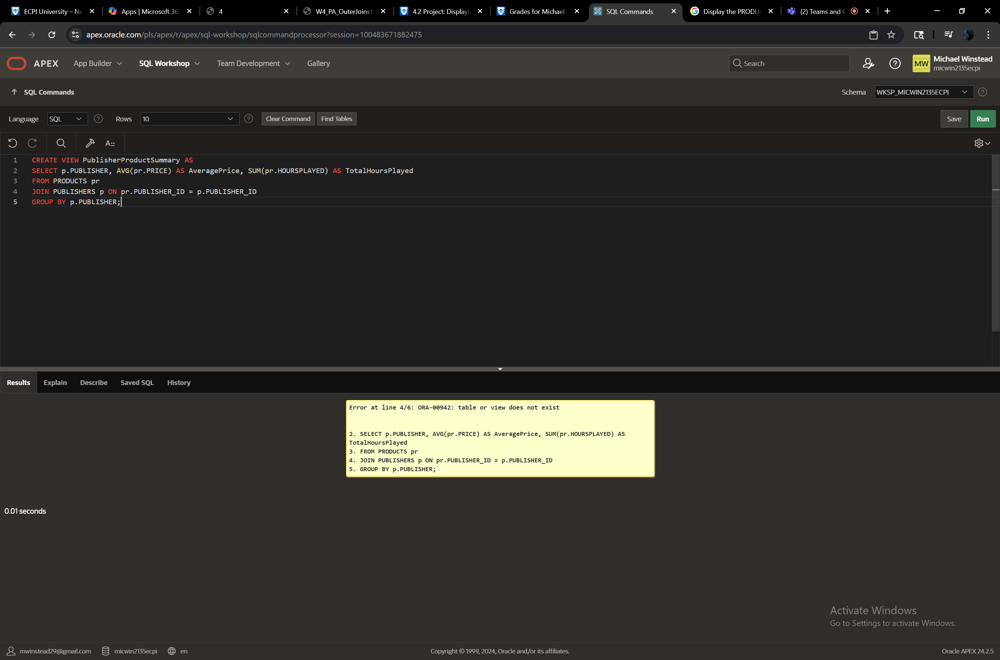 ECPI University – Ne
Apps | Microsoft 36
4
W4_PA_OuterJoins1
4.2 Project: Displayi
Grades for Michael
SQL Commands
Display the PRODU
(2) Teams and C
apex.oracle.com/pls/apex/r/apex/sql-workshop/sqlcommandprocessor?session=100483671882475
APEX App Builder SQL Workshop Team Development Gallery
Search
MW Michael Winstead
micwin2135ecpi
SQL Commands
Schema WKSP_MICWIN2135ECPI
Language SQL Rows 10 Clear Command Find Tables Save Run
1 CREATE VIEW PublisherProductSummary AS
2 SELECT p.PUBLISHER, AVG(pr.PRICE) AS AveragePrice, SUM(pr.HOURSPLAYED) AS TotalHoursPlayed
3 FROM PRODUCTS pr
4 JOIN PUBLISHERS p ON pr.PUBLISHER_ID = p.PUBLISHER_ID
5 GROUP BY p.PUBLISHER;
Results Explain Describe Saved SQL History
Error at line 4/6: ORA-00942: table or view does not exist
2. SELECT p.PUBLISHER, AVG(pr.PRICE) AS AveragePrice, SUM(pr.HOURSPLAYED) AS
TotalHoursPlayed
3. FROM PRODUCTS pr
4. JOIN PUBLISHERS p ON pr.PUBLISHER_ID = p.PUBLISHER_ID
5. GROUP BY p.PUBLISHER;
0.01 seconds
Activate Windows
Go to Settings to activate Windows.
mwinstead29@gmail.com micwin2135ecpi en
Copyright © 1999, 2024, Oracle and/or its affiliates.
Oracle APEX 24.2.5